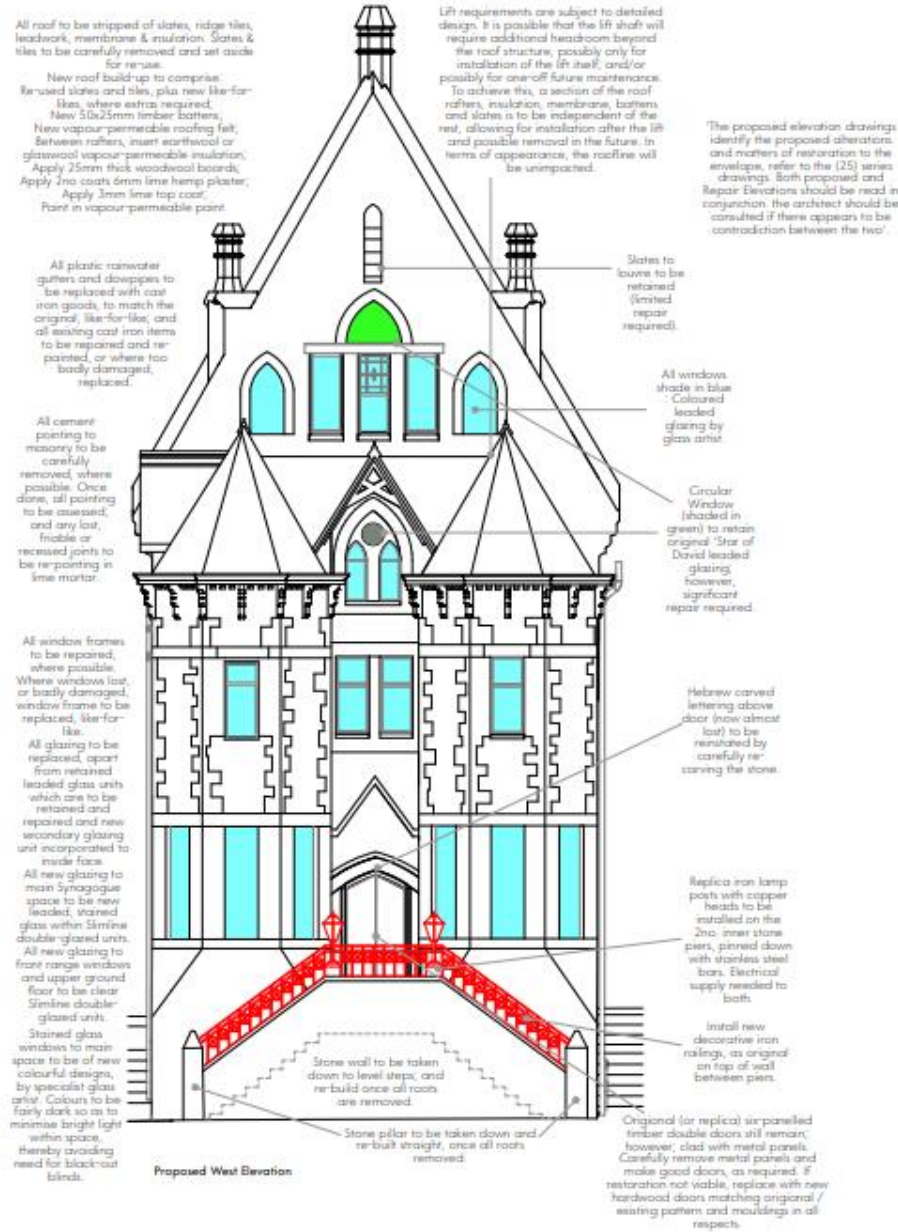 All roof to be stripped of slates, ridge tiles,
leadwork, membrane & insulation. Slates &
tiles to be carefully removed and set aside
for re-use.
New roof build-up to comprise:
Re-used slates and tiles, plus new like-for-
likes, where extras required;
New 50x25mm timber battens;
New vapour-permeable roofing felt;
Between rafters, insert earthwool or
glasswool vapour-permeable insulation;
Apply 25mm thick woodwool boards;
Apply 2no coats 6mm lime hemp plaster;
Apply 3mm lime top coat;
Paint in vapour-permeable paint.
Lift requirements are subject to detailed
design. It is possible that the lift shaft will
require additional headroom beyond
the roof structure, possibly only for
installation of the lift itself, and/or
possibly for one-off future maintenance.
To achieve this, a section of the roof
rafters, insulation, membrane, battens
and slates is to be independent of the
rest, allowing for installation after the lift
and possible removal in the future. In
terms of appearance, the roofline will
be unimpacted.
'The proposed elevation drawings
identify the proposed alterations
and matters of restoration to the
envelope, refer to the (25) series
drawings. Both proposed and
Repair Elevations should be read in
conjunction. the architect should be
consulted if there appears to be
contradiction between the two'.
All plastic rainwater
gutters and dowpipes to
be replaced with cast
iron goods, to match the
original, like-for-like; and
all existing cast iron items
to be repaired and re-
painted, or where too
badly damaged,
replaced.
Slates to
louvre to be
retained
(limited
repair
required).
All windows
shade in blue
: Coloured
leaded
glazing by
glass artist.
All cement
pointing to
masonry to be
carefully
removed, where
possible. Once
done, all pointing
to be assessed;
and any lost,
friable or
recessed joints to
be re-pointing in
lime mortar.
Circular
Window
(shaded in
green) to retain
original 'Star of
David leaded
glazing;
however,
significant
repair required.
All window frames
to be repaired,
where possible.
Where windows lost,
or badly damaged,
window frame to be
replaced, like-for-
like.
All glazing to be
replaced, apart
from retained
leaded glass units
which are to be
retained and
repaired and new
secondary glazing
unit incorporated to
inside face.
All new glazing to
main Synagogue
space to be new
leaded, stained
glass within Slimline
double-glazed units.
All new glazing to
front range windows
and upper ground
floor to be clear
Slimline double-
glazed units.
Stained glass
windows to main
space to be of new
colourful designs,
by specialist glass
artist. Colours to be
fairly dark so as to
minimise bright light
within space,
thereby avoiding
need for black-out
blinds.
Hebrew carved
lettering above
door (now almost
lost) to be
reinstated by
carefully re-
carving the stone.
Replica iron lamp
posts with copper
heads to be
installed on the
2no. inner stone
piers, pinned down
with stainless steel
bars. Electrical
supply needed to
both.
Install new
decorative iron
railings, as original
on top of wall
between piers.
Stone wall to be taken
down to level steps; and
re-build once all roots
are removed.
Stone pillar to be taken down and
re-built straight, once all roots
removed.
Origional (or replica) six-panelled
timber double doors still remain;
however, clad with metal panels.
Carefully remove metal panels and
make good doors, as required. If
restoration not viable, replace with new
hardwood doors matching origional /
existing pattern and mouldings in all
respects.
Proposed West Elevation